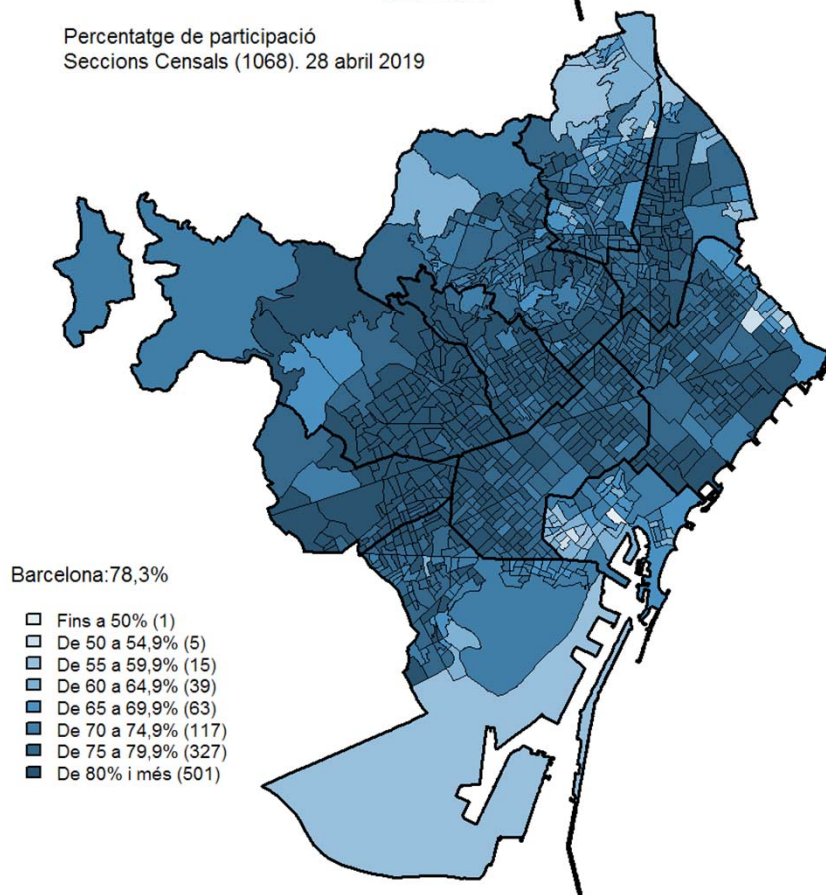 Percentatge de participació
Seccions Censals (1068). 28 abril 2019
Barcelona:78,3%
Fins a 50% (1)
De 50 a 54,9% (5)
De 55 a 59,9% (15)
De 60 a 64,9% (39)
De 65 a 69,9% (63)
De 70 a 74,9% (117)
De 75 a 79,9% (327)
De 80% i més (501)